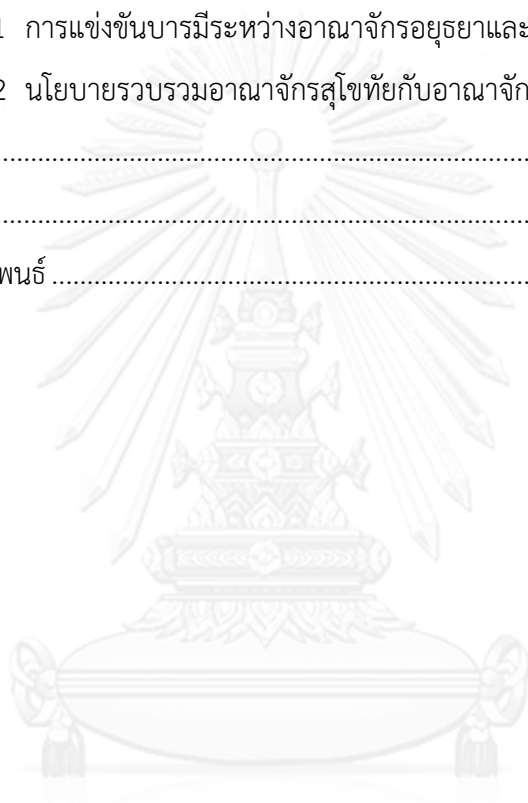 1 การแข่งขันบารมีระหว่างอาณาจักรอยุธยาและ
2 นโยบายรวบรวมอาณาจักรสุโขทัยกับอาณาจัก
................................................................................
................................................................................
พนธ์ ........................................................................